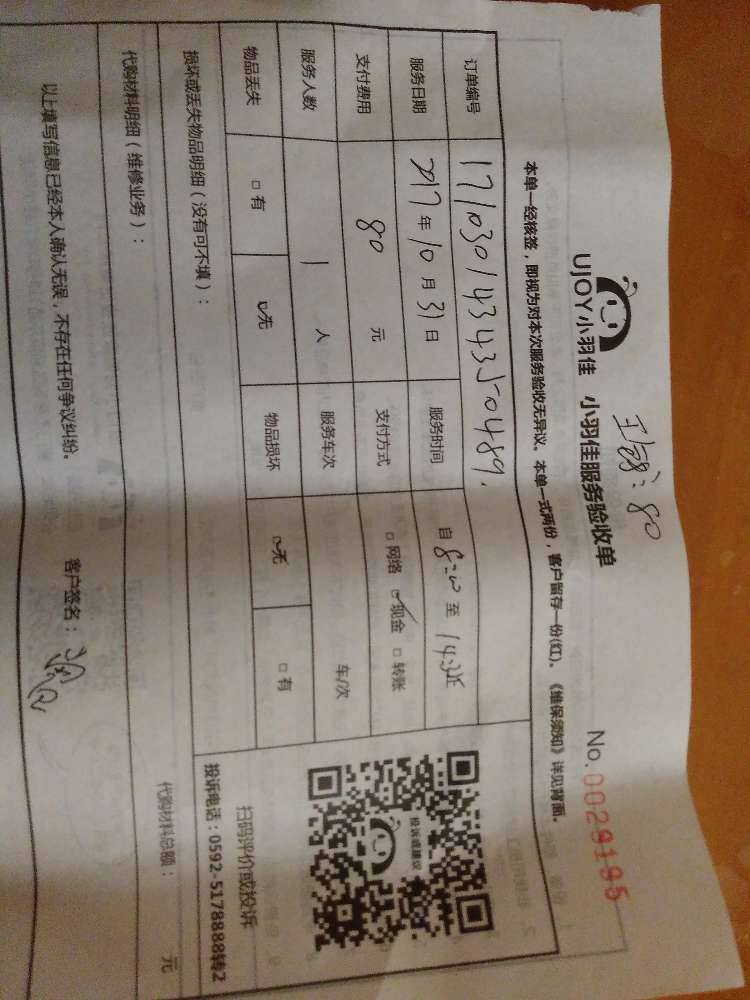 UJOY小羽佳 小羽佳服务验收单 No.0029195
本单一经核签，即视为对本次服务验收无异议。本单一式两份，客户留存一份(红)。《维保须知》详见背面。
订单编号
服务日期 2017年10月31日 服务时间 自 8:00 至
支付费用 80 元 支付方式 □网络 ☑现金 □转账
服务人数 1 人 服务车次 车/次
物品丢失 □有 ☑无 物品损坏 ☑无 □有
损坏或丢失物品明细（没有可不填）：
代购材料明细（维修业务）： 代购材料总额： 元
以上填写信息已经本人确认无误，不存在任何争议纠纷。 客户签名：
投诉或建议
扫码评价或投诉
投诉电话：0592-5178888转2